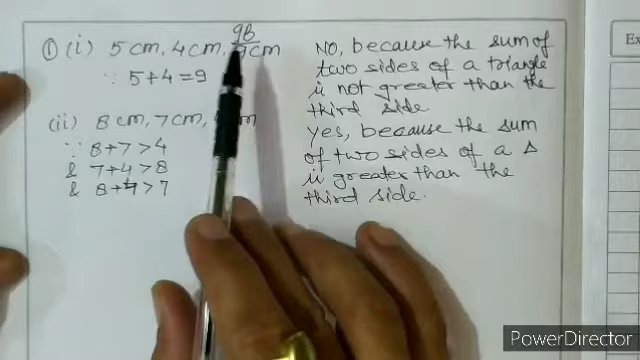 ① (i) 5 cm, 4 cm, 9 cm
∵ 5+4 = 9
No, because the sum of
two sides of a triangle
is not greater than the
third side
(ii) 8 cm, 7 cm,
∵ 8+7 > 4
& 7+4 > 8
& 8+4 > 7
Yes, because the sum
of two sides of a Δ
is greater than the
third side.
Ex
PowerDirector